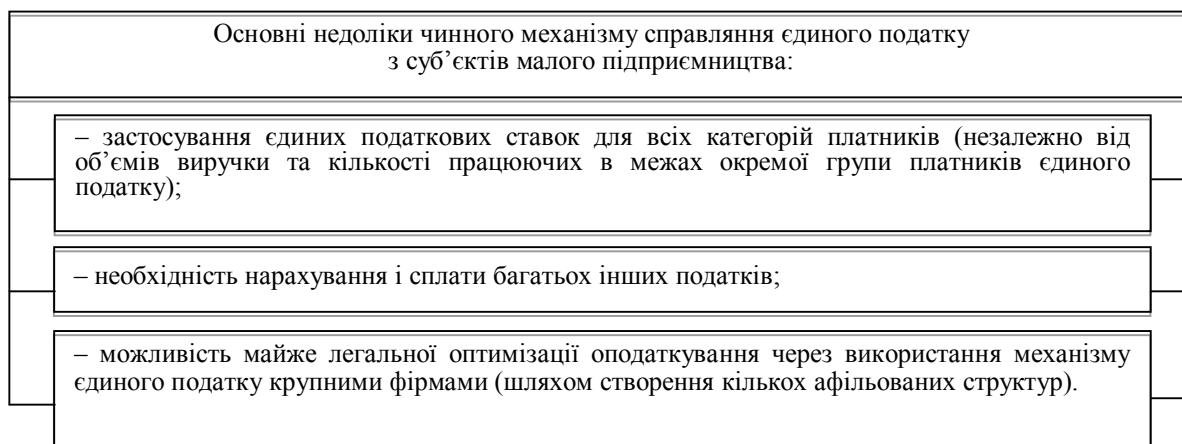 Основні недоліки чинного механізму справляння єдиного податку
з суб’єктів малого підприємництва:
– застосування єдиних податкових ставок для всіх категорій платників (незалежно від
об’ємів виручки та кількості працюючих в межах окремої групи платників єдиного
податку);
– необхідність нарахування і сплати багатьох інших податків;
– можливість майже легальної оптимізації оподаткування через використання механізму
єдиного податку крупними фірмами (шляхом створення кількох афільованих структур).